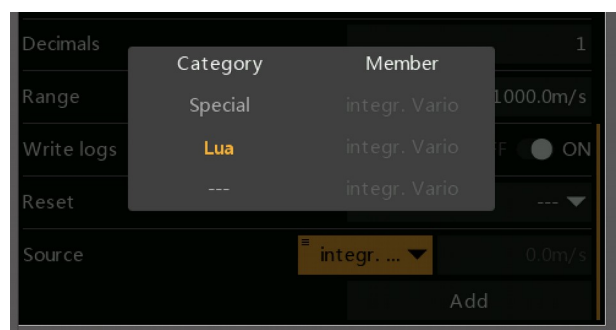 Decimals 1
Category Member
Range 1000.0m/s
Special integr. Vario
Write logs F ON
Lua integr. Vario
--- integr. Vario
Reset ---
Source integr. ... 0.0m/s
Add